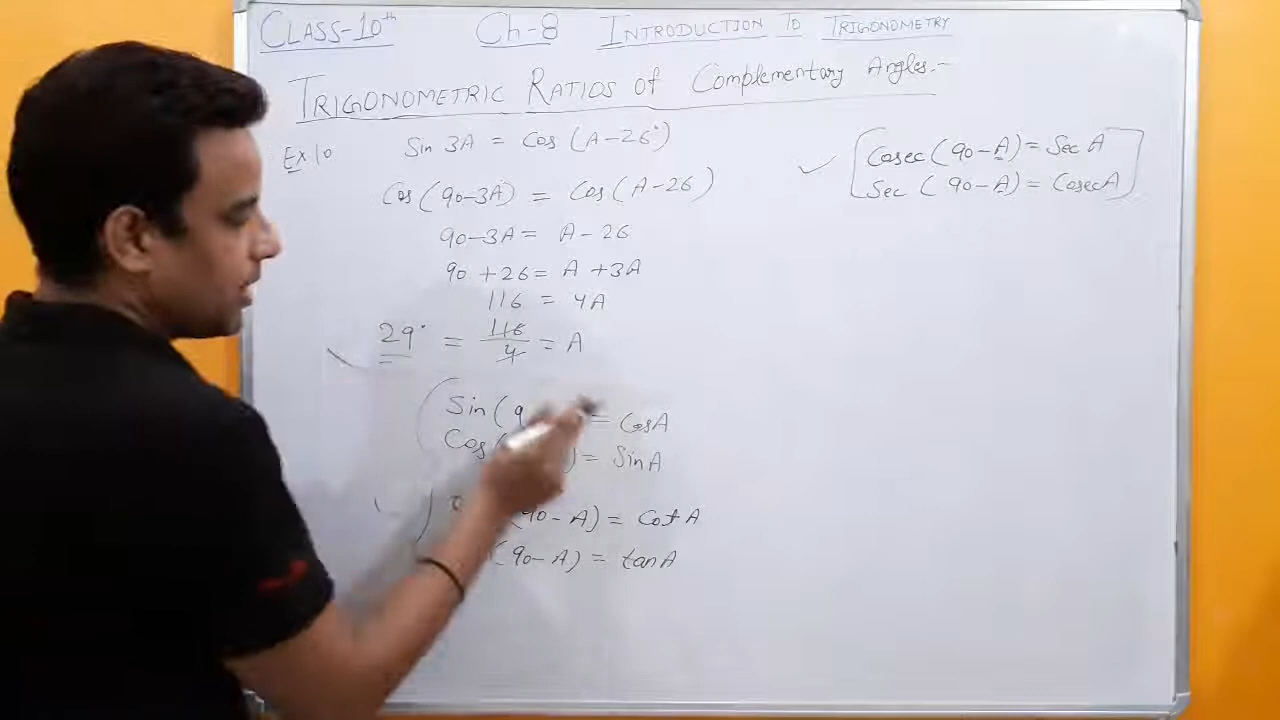 CLASS-10th Ch-8 INTRODUCTION TO TRIGONOMETRY
TRIGONOMETRIC RATIOS of Complementary Angles.-
Ex 10 Sin 3A = Cos (A-26°)
Cos (90-3A) = Cos (A-26)
90-3A = A-26
90 +26 = A +3A
116 = 4A
29° = 116/4 = A
Sin (9 = CosA
Cos ) = SinA
(90-A) = Cot A
(90-A) = tanA
Cosec (90-A) = Sec A
Sec (90-A) = CosecA